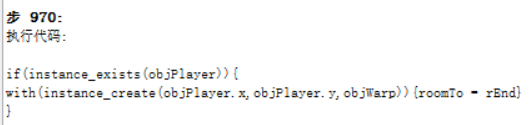 步 970:
执行代码:
if(instance_exists(objPlayer)){
with(instance_create(objPlayer.x,objPlayer.y,objWarp)){roomTo = rEnd}
}